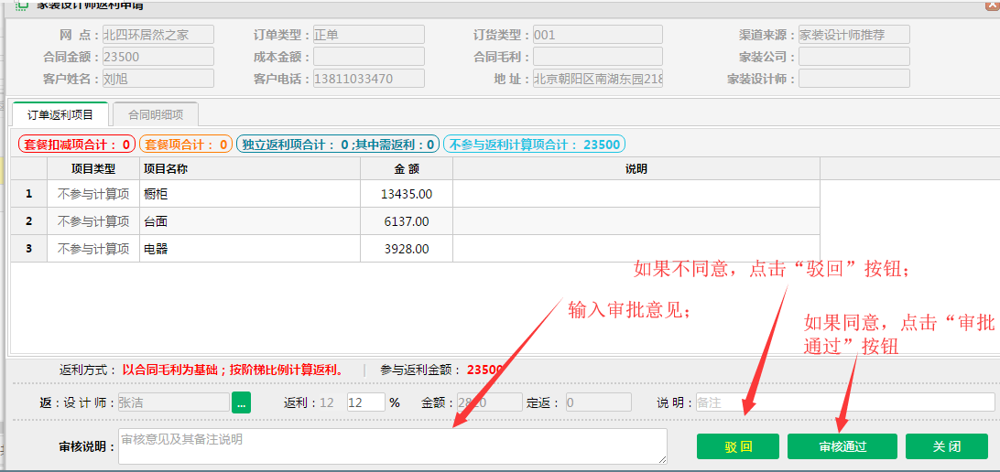 家装设计师返利申请
网 点： 北四环居然之家 订单类型： 正单 订货类型： 001 渠道来源： 家装设计师推荐
合同金额： 23500 成本金额： 合同毛利： 家装公司：
客户姓名： 刘旭 客户电话： 13811033470 地 址： 北京朝阳区南湖东园218 家装设计师：
订单返利项目 合同明细项
套餐扣减项合计： 0 套餐项合计： 0 独立返利项合计： 0 ;其中需返利：0 不参与返利计算项合计： 23500
项目类型 项目名称 金 额 说明
1 不参与计算项 橱柜 13435.00
2 不参与计算项 台面 6137.00
3 不参与计算项 电器 3928.00
如果不同意，点击“驳回”按钮；
输入审批意见；
如果同意，点击“审批
通过”按钮
返利方式： 以合同毛利为基础；按阶梯比例计算返利。 | 参与返利金额： 23500
返：设 计 师： 张洁 ... 返利： 12 12 % 金额： 2820 定返： 0 说 明： 备注
审核说明： 审核意见及其备注说明 驳 回 审核通过 关 闭